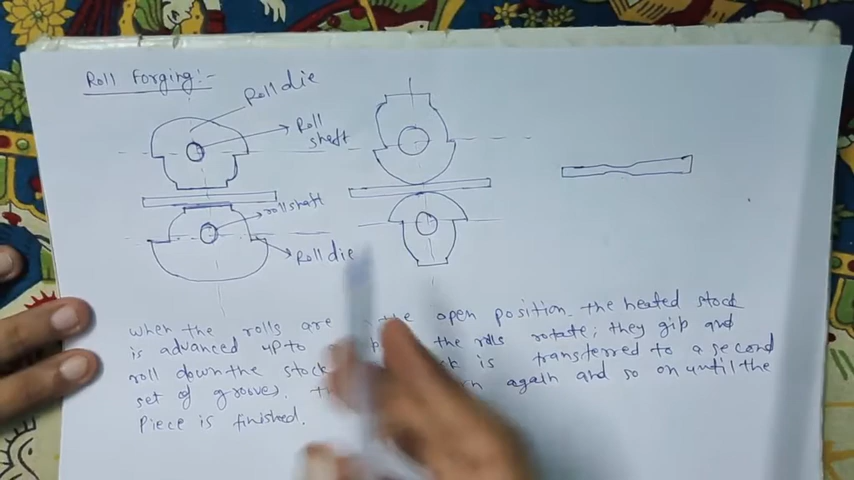 Roll Forging:-
Roll die
Roll shaft
roll shaft
Roll die
When the rolls are the open position. the heated stock
is advanced up to the rolls rotate; they gip and
roll down the stock is transferred to a second
set of grooves. again and so on until the
Piece is finished.